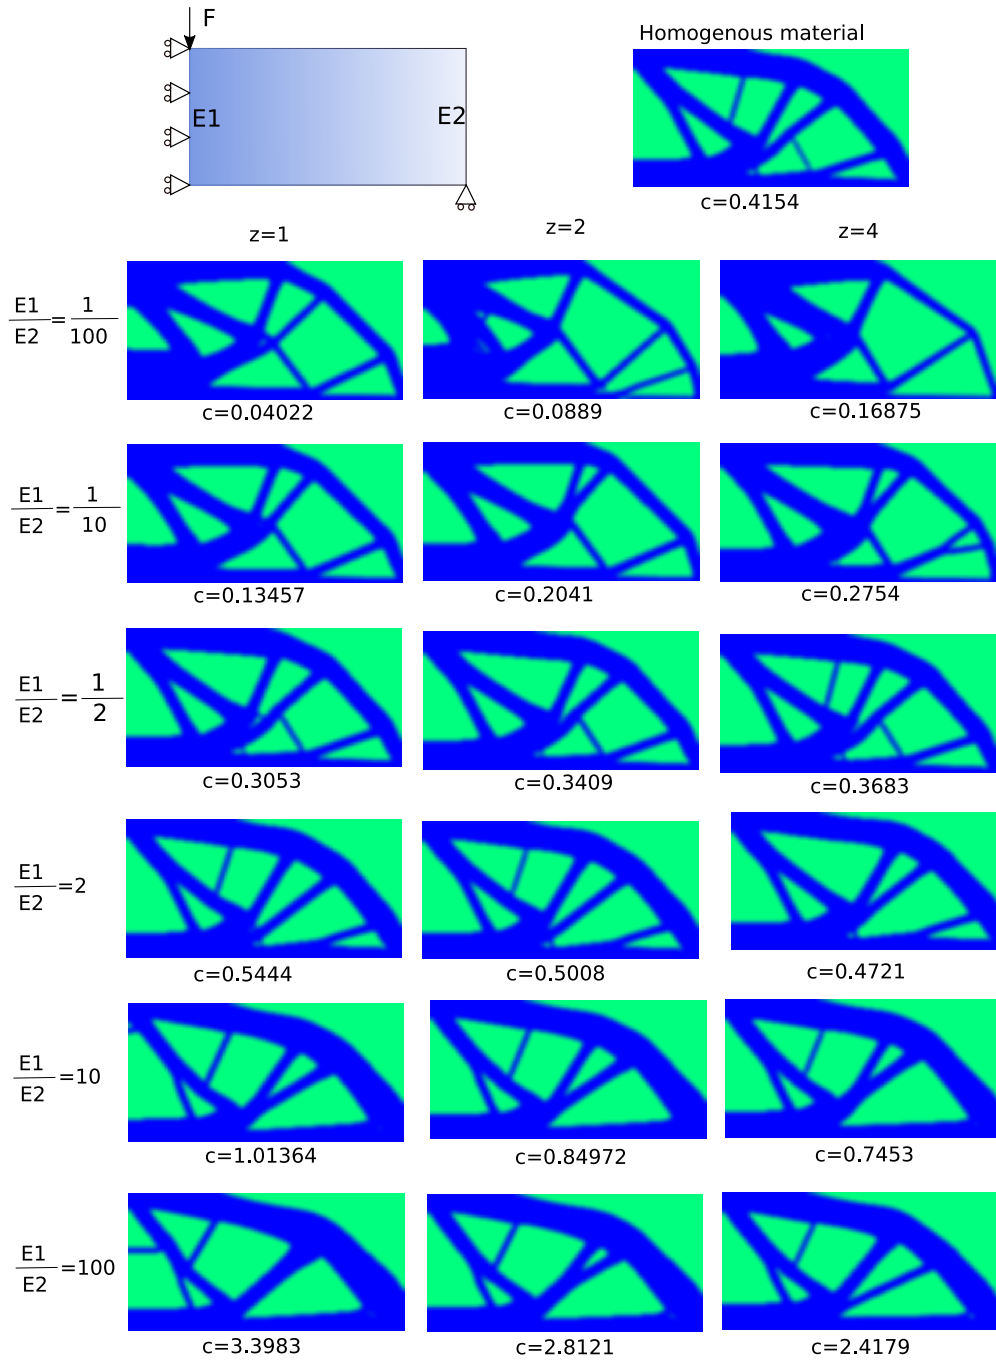 F
Homogenous material
E1
E2
c=0.4154
z=1
z=2
z=4
E1
E2
=
1
100
c=0.04022
c=0.0889
c=0.16875
E1
E2
=
1
10
c=0.13457
c=0.2041
c=0.2754
E1
E2
=
1
2
c=0.3053
c=0.3409
c=0.3683
E1
E2
=2
c=0.5444
c=0.5008
c=0.4721
E1
E2
=10
c=1.01364
c=0.84972
c=0.7453
E1
E2
=100
c=3.3983
c=2.8121
c=2.4179